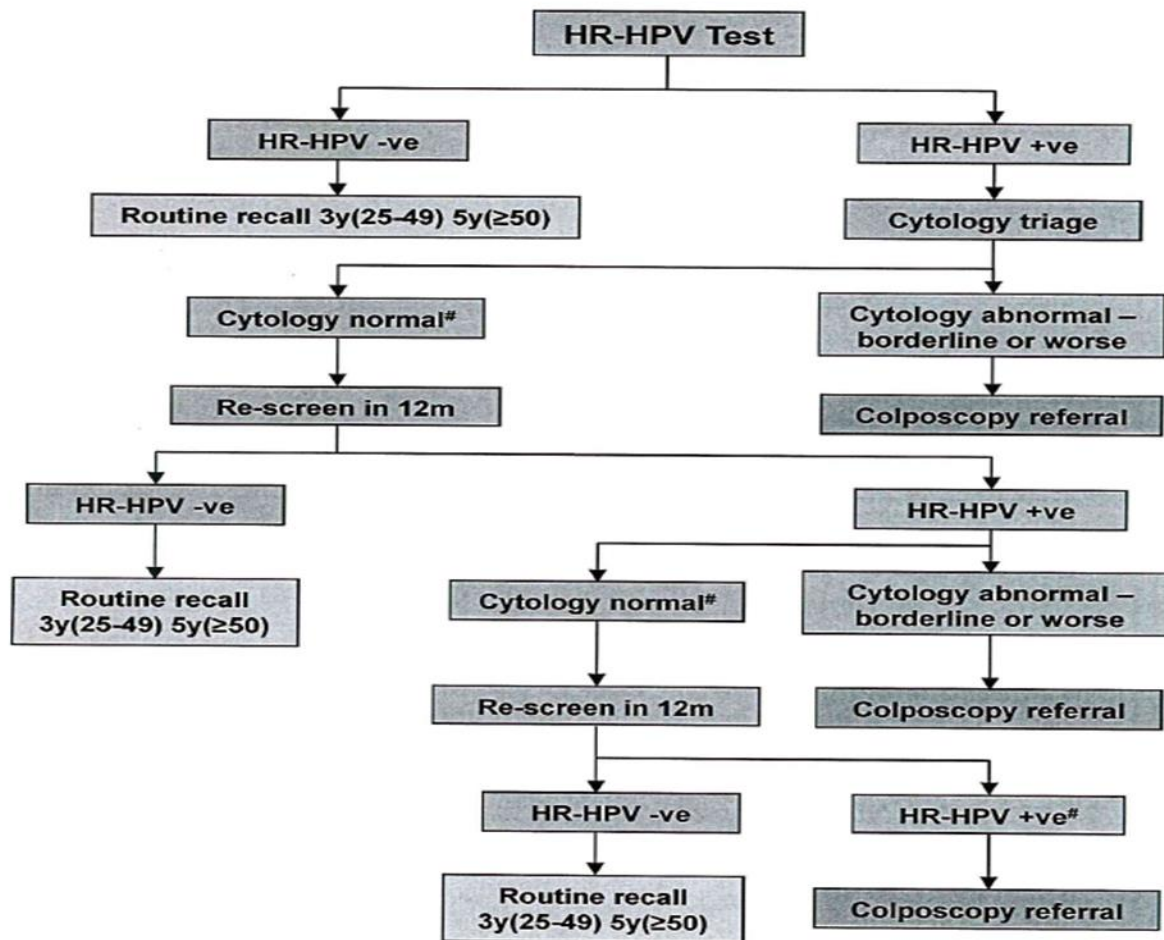 HR-HPV Test
HR-HPV -ve
HR-HPV +ve
Routine recall 3y(25-49) 5y(≥50)
Cytology triage
Cytology normal#
Cytology abnormal –
borderline or worse
Re-screen in 12m
Colposcopy referral
HR-HPV -ve
HR-HPV +ve
Routine recall
3y(25-49) 5y(≥50)
Cytology normal#
Cytology abnormal –
borderline or worse
Re-screen in 12m
Colposcopy referral
HR-HPV -ve
HR-HPV +ve#
Routine recall
3y(25-49) 5y(≥50)
Colposcopy referral